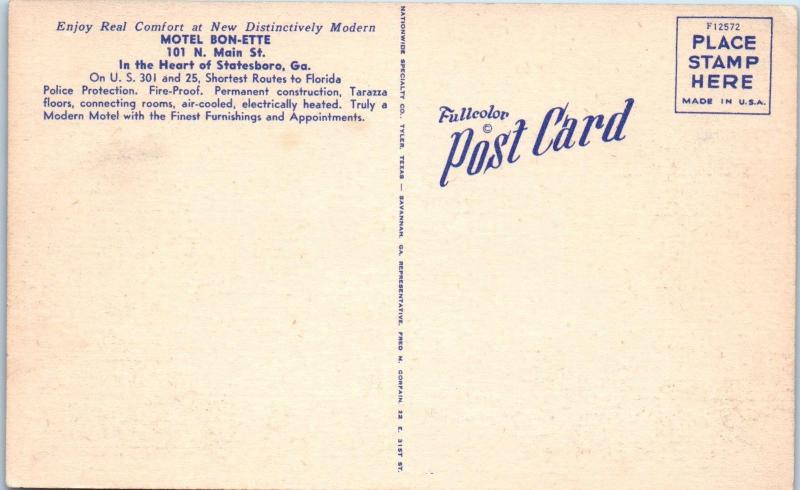 Enjoy Real Comfort at New Distinctively Modern
MOTEL BON-ETTE
101 N. Main St.
In the Heart of Statesboro, Ga.
On U. S. 301 and 25, Shortest Routes to Florida
Police Protection. Fire-Proof. Permanent construction, Tarazza
floors, connecting rooms, air-cooled, electrically heated. Truly a
Modern Motel with the Finest Furnishings and Appointments.
NATIONWIDE SPECIALTY CO., TYLER, TEXAS — SAVANNAH, GA. REPRESENTATIVE, FRED M. GORFAIN, 22 E. 31ST ST.
Fullcolor
©
Post Card
F12572
PLACE
STAMP
HERE
MADE IN U.S.A.